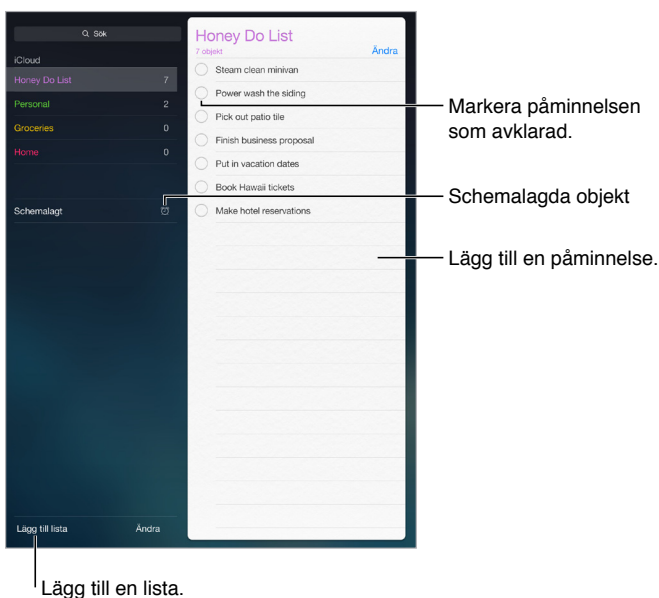 Sök
iCloud
Honey Do List 7
Personal 2
Groceries 0
Home 0
Schemalagt
Lägg till lista Ändra
Honey Do List
7 objekt Ändra
Steam clean minivan
Power wash the siding
Pick out patio tile
Finish business proposal
Put in vacation dates
Book Hawaii tickets
Make hotel reservations
Markera påminnelsen
som avklarad.
Schemalagda objekt
Lägg till en påminnelse.
Lägg till en lista.